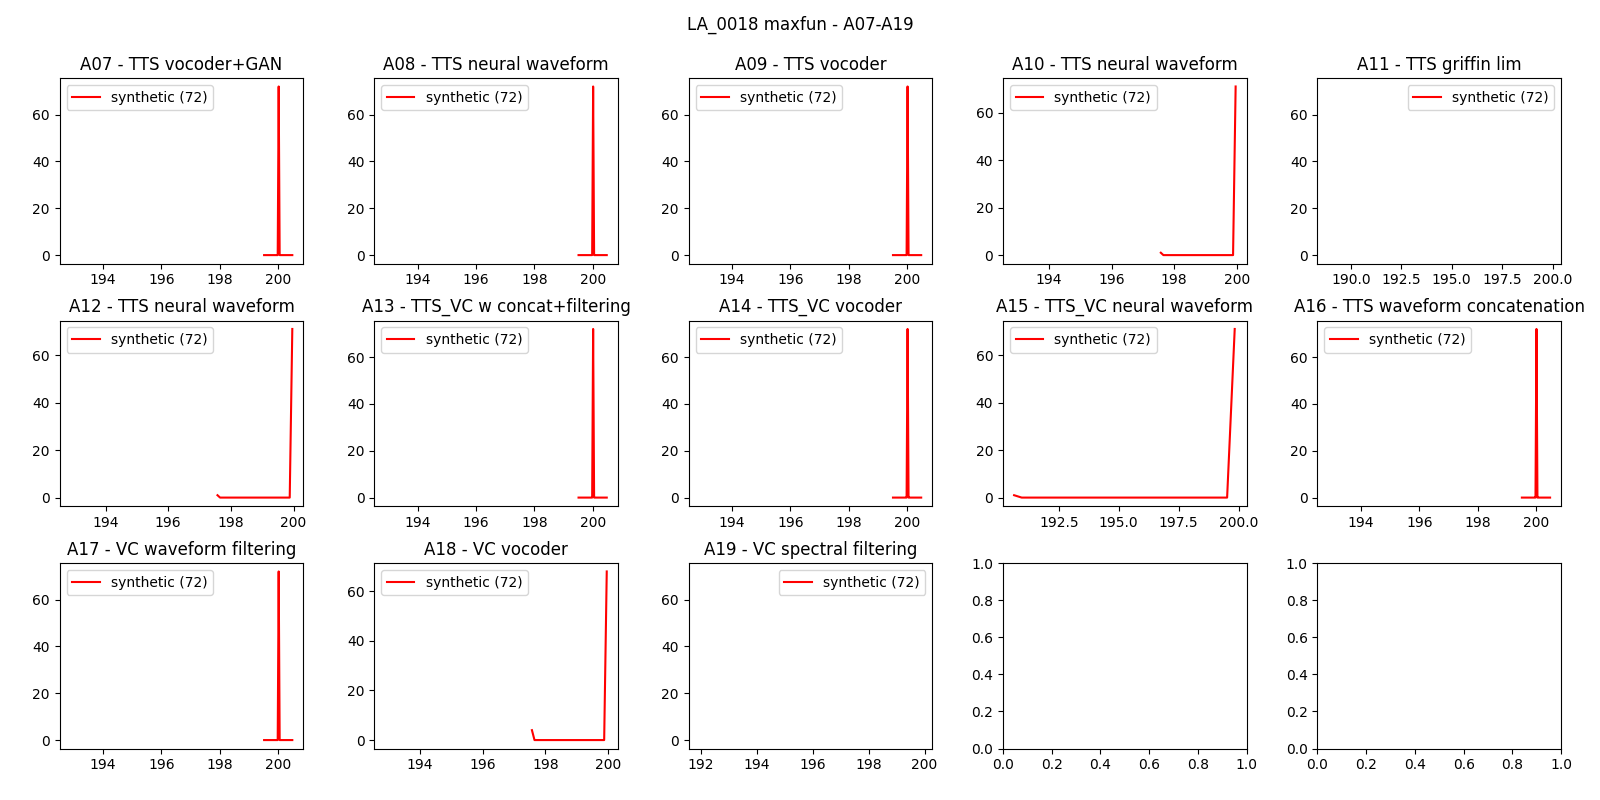 LA_0018 maxfun - A07-A19
A07 - TTS vocoder+GAN
synthetic (72)
60
40
20
0
194 196 198 200
A08 - TTS neural waveform
synthetic (72)
60
40
20
0
194 196 198 200
A09 - TTS vocoder
synthetic (72)
60
40
20
0
194 196 198 200
A10 - TTS neural waveform
synthetic (72)
60
40
20
0
194 196 198 200
A11 - TTS griffin lim
synthetic (72)
60
40
20
0
190.0 192.5 195.0 197.5 200.0
A12 - TTS neural waveform
synthetic (72)
60
40
20
0
194 196 198 200
A13 - TTS_VC w concat+filtering
synthetic (72)
60
40
20
0
194 196 198 200
A14 - TTS_VC vocoder
synthetic (72)
60
40
20
0
194 196 198 200
A15 - TTS_VC neural waveform
synthetic (72)
60
40
20
0
192.5 195.0 197.5 200.0
A16 - TTS waveform concatenation
synthetic (72)
60
40
20
0
194 196 198 200
A17 - VC waveform filtering
synthetic (72)
60
40
20
0
194 196 198 200
A18 - VC vocoder
synthetic (72)
60
40
20
0
194 196 198 200
A19 - VC spectral filtering
synthetic (72)
60
40
20
0
192 194 196 198 200
1.0
0.8
0.6
0.4
0.2
0.0
0.0 0.2 0.4 0.6 0.8 1.0
1.0
0.8
0.6
0.4
0.2
0.0
0.0 0.2 0.4 0.6 0.8 1.0